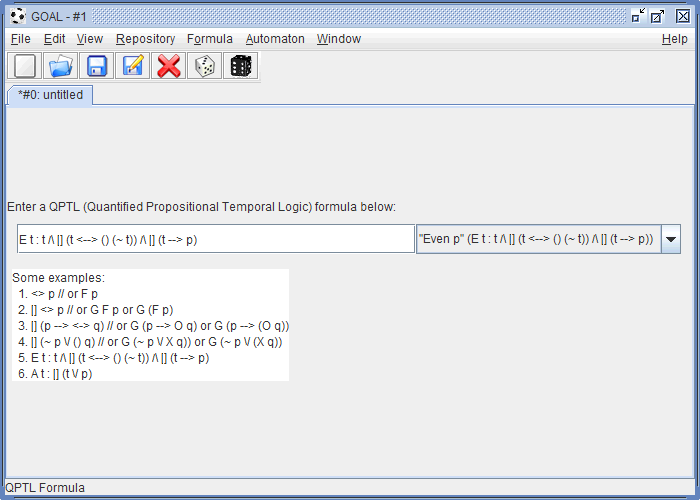 GOAL - #1
File Edit View Repository Formula Automaton Window Help
*#0: untitled
Enter a QPTL (Quantified Propositional Temporal Logic) formula below:
E t : t /\ [] (t <--> () (~ t)) /\ [] (t --> p) "Even p" (E t : t /\ [] (t <--> () (~ t)) /\ [] (t --> p))
Some examples:
1. <> p // or F p
2. [] <> p // or G F p or G (F p)
3. [] (p --> <-> q) // or G (p --> O q) or G (p --> (O q))
4. [] (~ p \/ () q) // or G (~ p \/ X q)) or G (~ p \/ (X q))
5. E t : t /\ [] (t <--> () (~ t)) /\ [] (t --> p)
6. A t : [] (t \/ p)
QPTL Formula